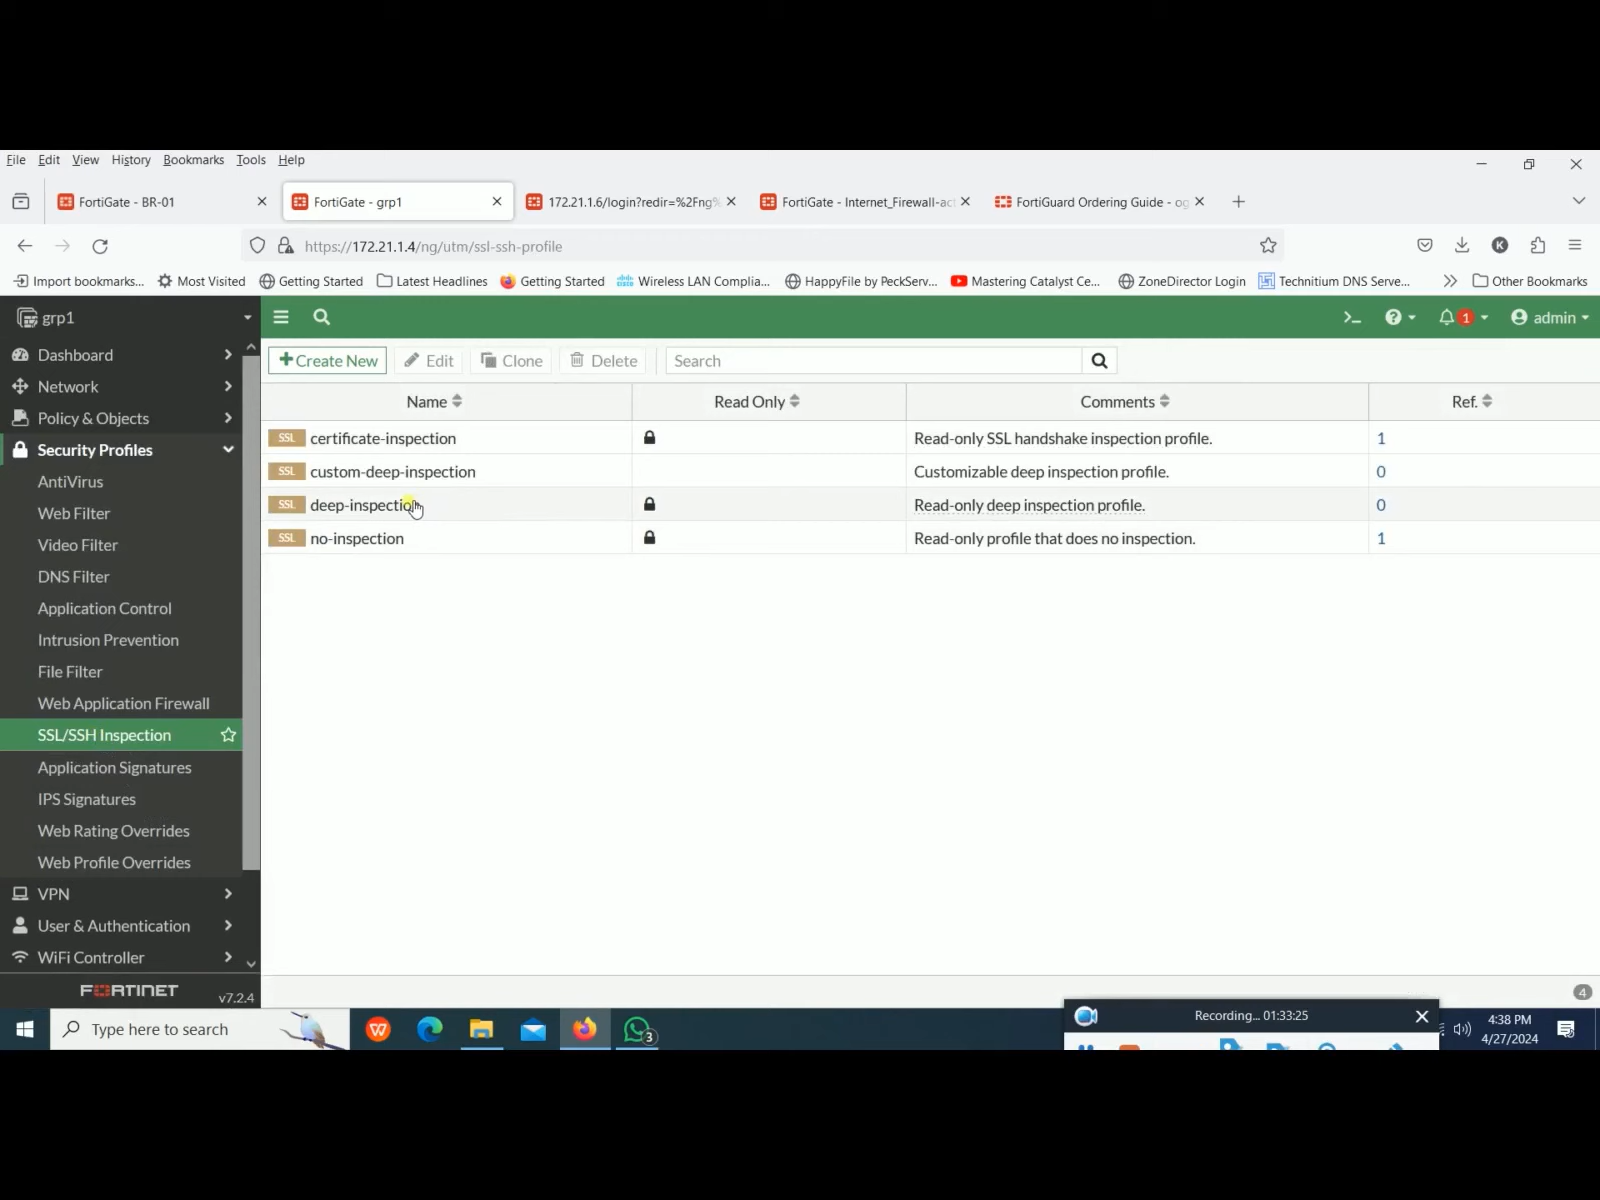 File Edit View History Bookmarks Tools Help
FortiGate - BR-01
FortiGate - grp1
172.21.1.6/login?redir=%2Fng%
FortiGate - Internet_Firewall-act
FortiGuard Ordering Guide - og
https://172.21.1.4/ng/utm/ssl-ssh-profile
K
Import bookmarks... Most Visited Getting Started Latest Headlines Getting Started Wireless LAN Complia... HappyFile by PeckServ... Mastering Catalyst Ce... ZoneDirector Login Technitium DNS Serve... Other Bookmarks
grp1
1 admin
Dashboard
Network
Policy & Objects
Security Profiles
AntiVirus
Web Filter
Video Filter
DNS Filter
Application Control
Intrusion Prevention
File Filter
Web Application Firewall
SSL/SSH Inspection
Application Signatures
IPS Signatures
Web Rating Overrides
Web Profile Overrides
VPN
User & Authentication
WiFi Controller
FORTINET v7.2.4
+Create New Edit Clone Delete Search
Name Read Only Comments Ref.
SSL certificate-inspection Read-only SSL handshake inspection profile. 1
SSL custom-deep-inspection Customizable deep inspection profile. 0
SSL deep-inspection Read-only deep inspection profile. 0
SSL no-inspection Read-only profile that does no inspection. 1
4
Type here to search
3
Recording... 01:33:25
4:38 PM
4/27/2024